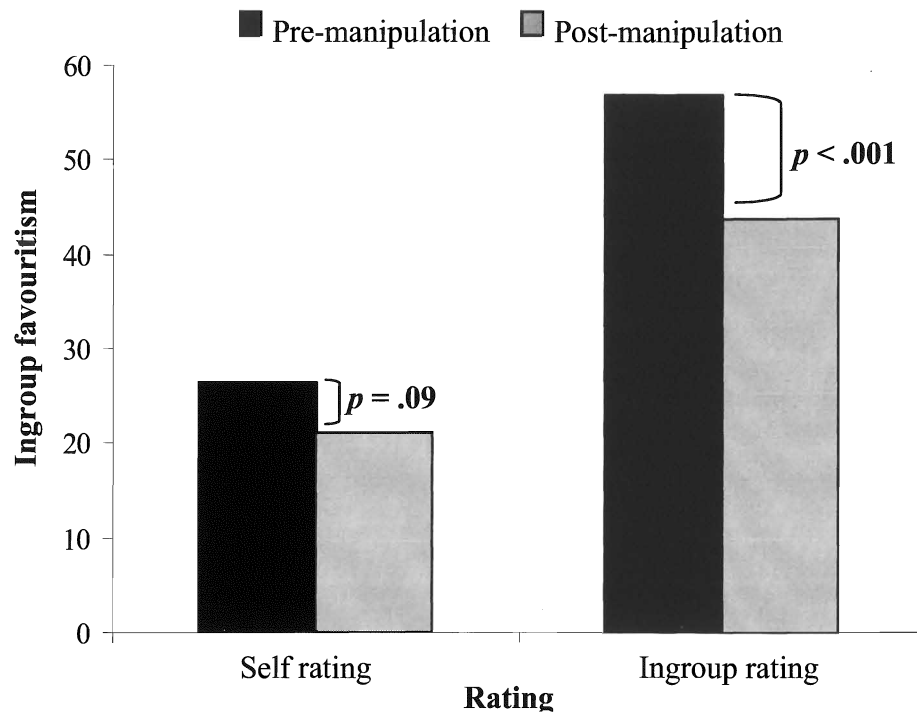 Pre-manipulation Post-manipulation
60
50
40
30
20
10
0
Ingroup favouritism
p = .09
p < .001
Self rating Ingroup rating
Rating